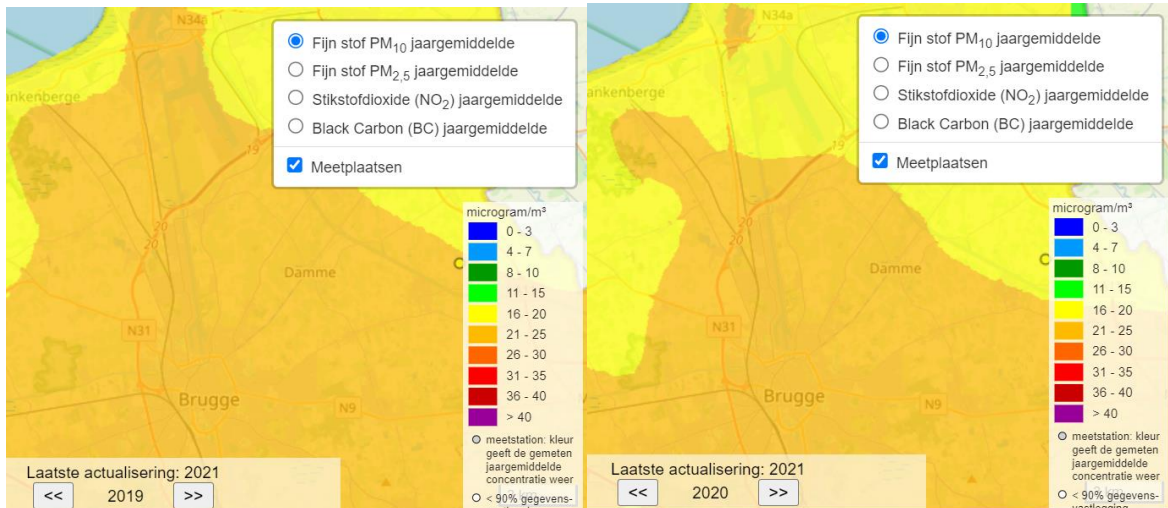 N34a
Fijn stof PM10 jaargemiddelde
Fijn stof PM2,5 jaargemiddelde
Stikstofdioxide (NO2) jaargemiddelde
Black Carbon (BC) jaargemiddelde
Meetplaatsen
ankenberge
19
20
20
Damme
N31
Brugge
N9
microgram/m³
0 - 3
4 - 7
8 - 10
11 - 15
16 - 20
21 - 25
26 - 30
31 - 35
36 - 40
> 40
meetstation: kleur
geeft de gemeten
jaargemiddelde
concentratie weer
< 90% gegevens-
Laatste actualisering: 2021
<< 2019 >>
N34a
Fijn stof PM10 jaargemiddelde
Fijn stof PM2,5 jaargemiddelde
Stikstofdioxide (NO2) jaargemiddelde
Black Carbon (BC) jaargemiddelde
Meetplaatsen
ankenberge
19
20
20
Damme
N31
Brugge
N9
microgram/m³
0 - 3
4 - 7
8 - 10
11 - 15
16 - 20
21 - 25
26 - 30
31 - 35
36 - 40
> 40
meetstation: kleur
geeft de gemeten
jaargemiddelde
concentratie weer
< 90% gegevens-
Laatste actualisering: 2021
<< 2020 >>